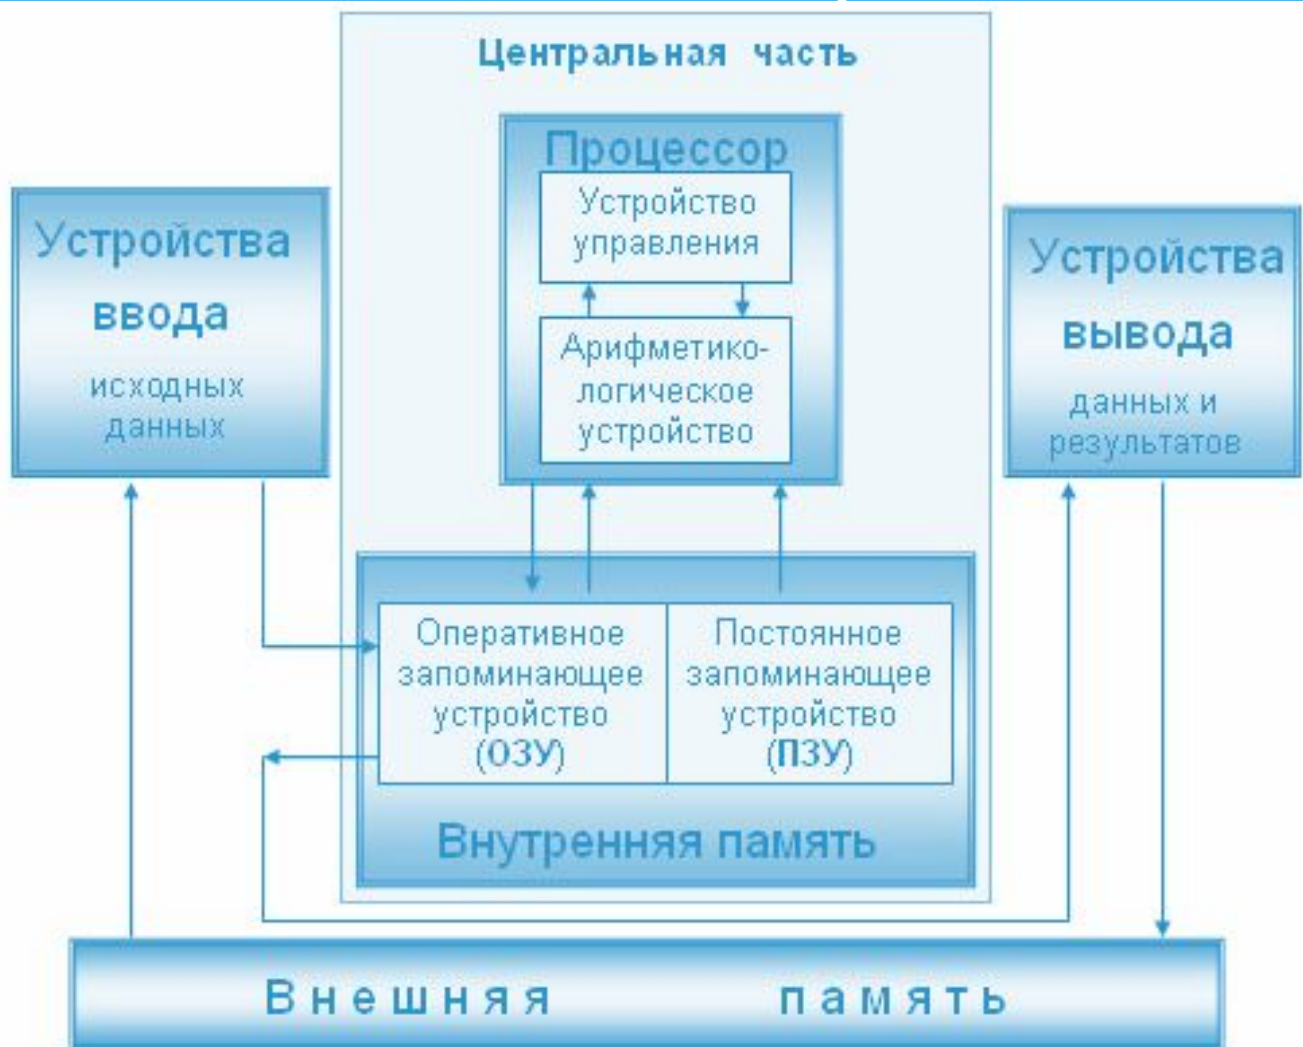 Центральная часть
Процессор
Устройство
управления
Арифметико-
логическое
устройство
Устройства
ввода
исходных
данных
Устройства
вывода
данных и
результатов
Оперативное
запоминающее
устройство
(ОЗУ)
Постоянное
запоминающее
устройство
(ПЗУ)
Внутренняя память
Внешняя память